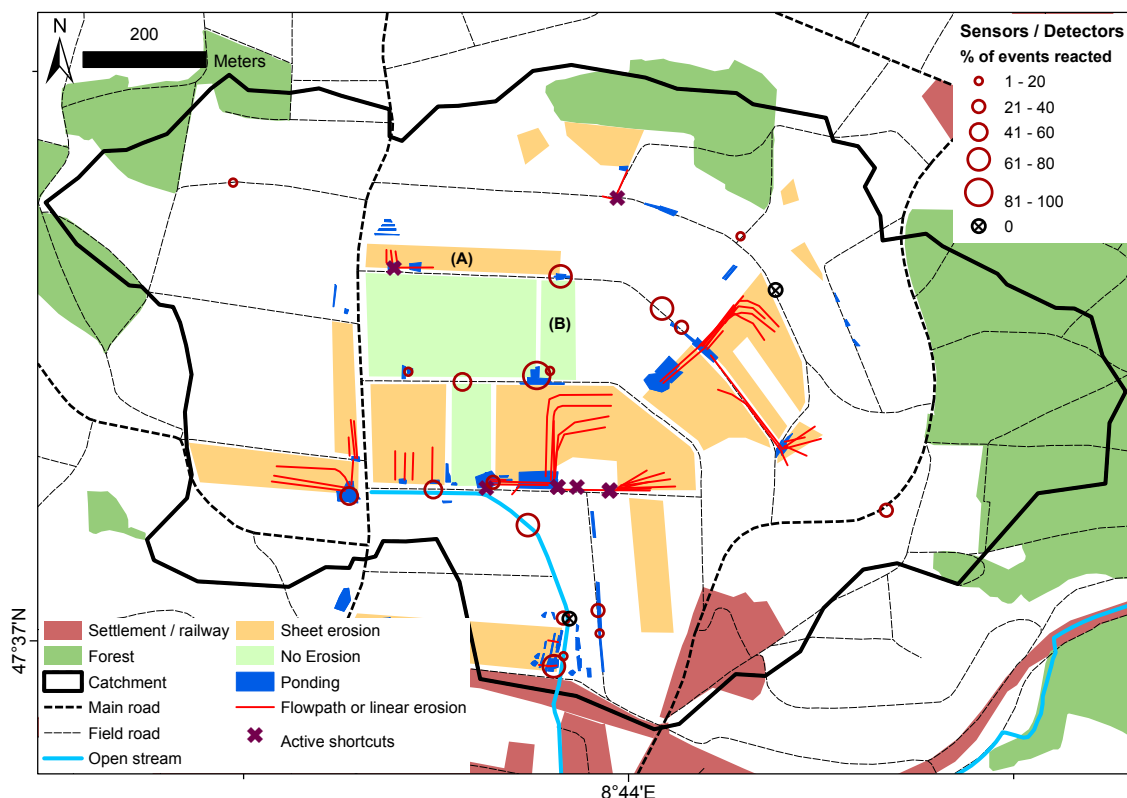 N
200
Meters
Sensors / Detectors
% of events reacted
1 - 20
21 - 40
41 - 60
61 - 80
81 - 100
0
(A)
(B)
47°37'N
Settlement / railway
Forest
Catchment
Main road
Field road
Open stream
Sheet erosion
No Erosion
Ponding
Flowpath or linear erosion
Active shortcuts
8°44'E